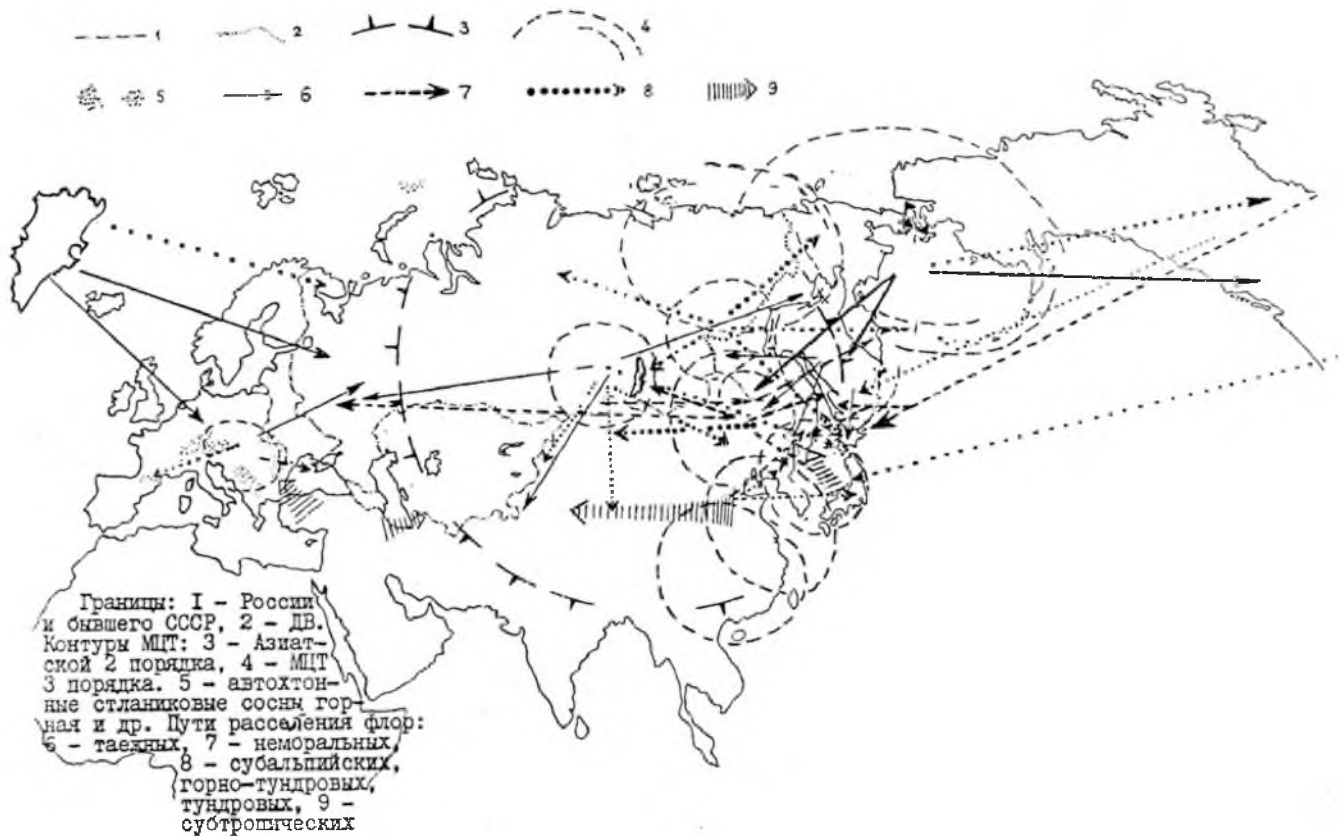 1 2 3 4
5 6 7 8 9
Границы: I - России
и бывшего СССР, 2 - ДВ.
Контуры МЦТ: 3 - Азиат-
ской 2 порядка, 4 - МЦТ
3 порядка. 5 - автохтон-
ные стланиковые сосны гор-
ная и др. Пути расселения флор:
6 - таежных, 7 - неморальных,
8 - субальпийских,
горно-тундровых,
тундровых, 9 -
субтропических